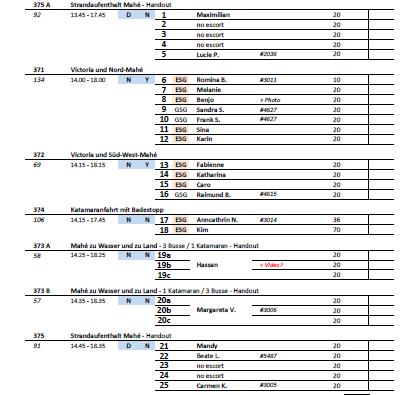 375 A Strandaufenthalt Mahé - Handout
92 13.45 - 17.45 D N 1 Maximilian 20
2 no escort 20
3 no escort 20
4 no escort 20
5 Lucie P. #2036 20
371 Victoria und Nord-Mahé
134 14.00 - 18.00 N Y 6 ESG Romina B. #3011 10
7 ESG Melanie 20
8 ESG Benjo + Photo 20
9 GSG Sandra S. #4627 20
10 GSG Frank S. #4627 20
11 ESG Sina 20
12 ESG Karin 20
372 Victoria und Süd-West-Mahé
69 14.15 - 18.15 N Y 13 ESG Fabienne 20
14 ESG Katharina 20
15 ESG Caro 20
16 GSG Raimund B. #4615 20
374 Katamaranfahrt mit Badestopp
106 14.15 - 17.45 N N 17 ESG Anncathrin N. #3014 36
18 ESG Kim 70
373 A Mahé zu Wasser und zu Land - 3 Busse / 1 Katamaran - Handout
58 14.25 - 18.25 N N 19a 20
19b Hassan + Video? 20
19c 20
373 B Mahé zu Wasser und zu Land - 1 Katamaran / 3 Busse - Handout
57 14.35 - 18.35 N N 20a 20
20b Margareta V. #3006 20
20c 20
375 Strandaufenthalt Mahé - Handout
91 14.45 - 18.35 D N 21 Mandy 20
22 Beate L. #5487 20
23 no escort 20
24 no escort 20
25 Carmen K. #3005 20